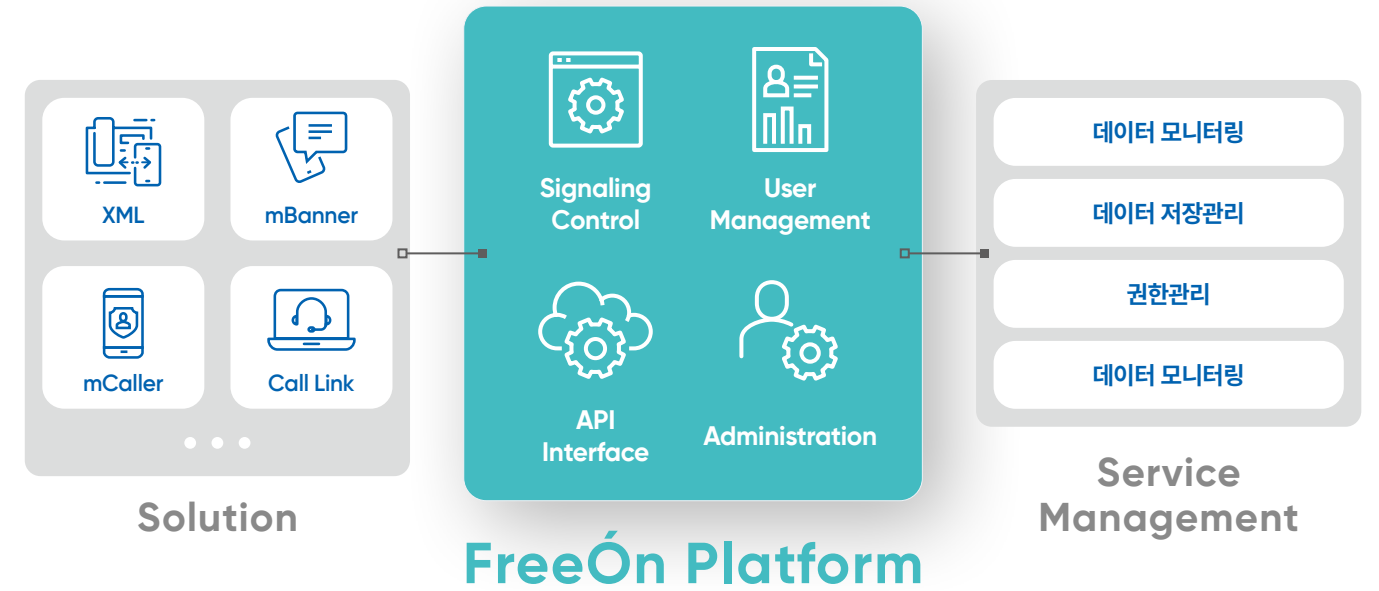 XML
mBanner
mCaller
Call Link
Solution
Signaling
Control
User
Management
API
Interface
Administration
FreeÓn Platform
데이터 모니터링
데이터 저장관리
권한관리
데이터 모니터링
Service
Management